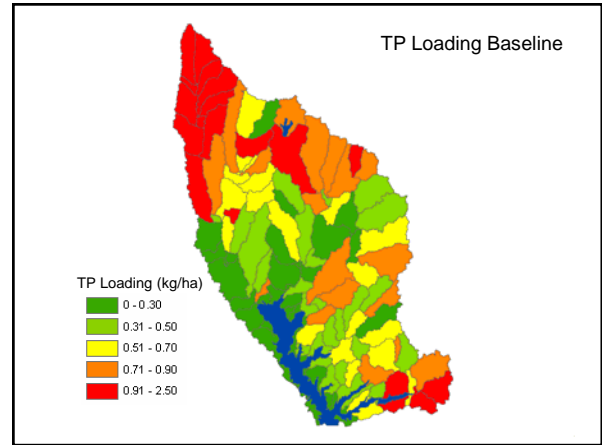 TP Loading Baseline
TP Loading (kg/ha)
0 - 0.30
0.31 - 0.50
0.51 - 0.70
0.71 - 0.90
0.91 - 2.50